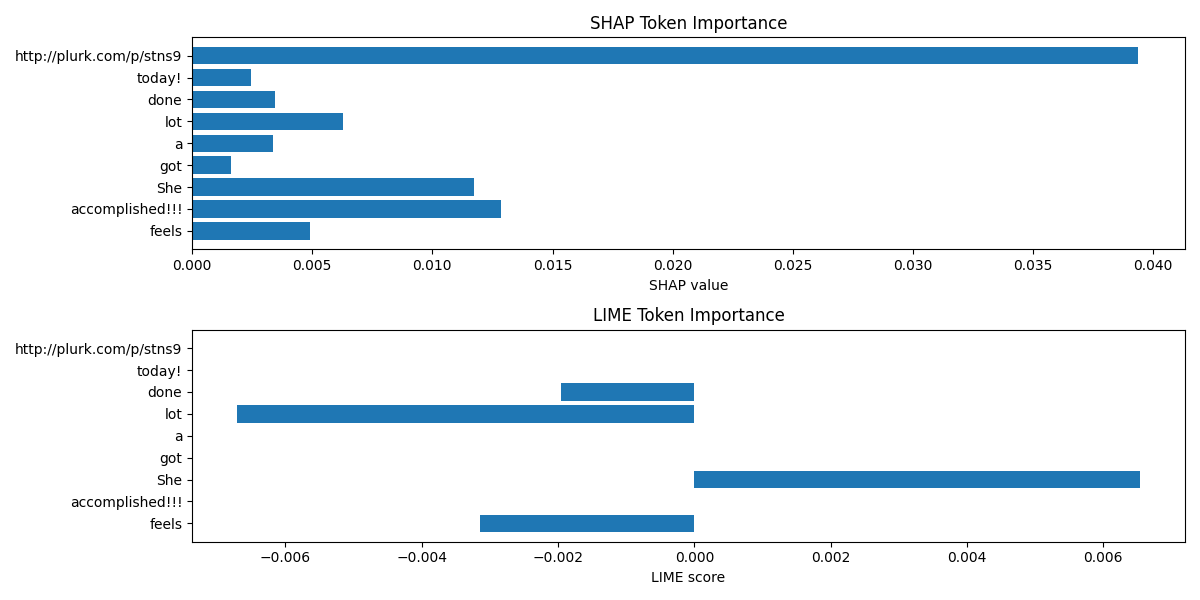 SHAP Token Importance
http://plurk.com/p/stns9
today!
done
lot
a
got
She
accomplished!!!
feels
0.000 0.005 0.010 0.015 0.020 0.025 0.030 0.035 0.040
SHAP value
LIME Token Importance
http://plurk.com/p/stns9
today!
done
lot
a
got
She
accomplished!!!
feels
−0.006 −0.004 −0.002 0.000 0.002 0.004 0.006
LIME score